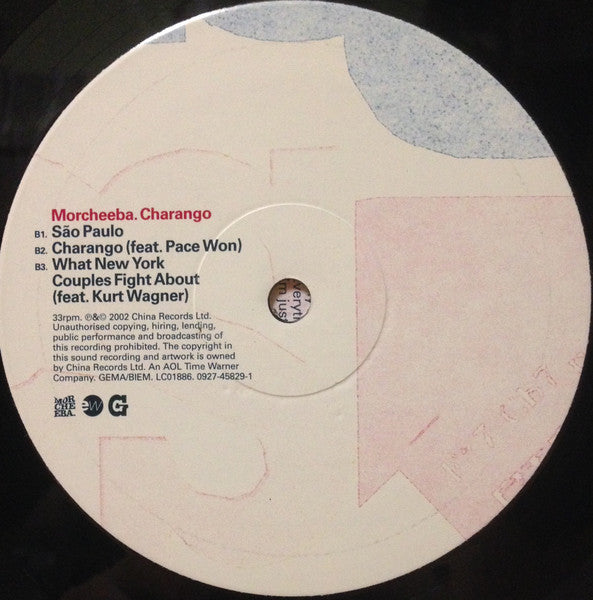 Morcheeba. Charango
B1. São Paulo
B2. Charango (feat. Pace Won)
B3. What New York
Couples Fight About
(feat. Kurt Wagner)
33rpm. ℗&© 2002 China Records Ltd.
Unauthorised copying, hiring, lending,
public performance and broadcasting of
this recording prohibited. The copyright in
this sound recording and artwork is owned
by China Records Ltd. An AOL Time Warner
Company. GEMA/BIEM. LC01886. 0927-45829-1
MOR
CHE
EBA.
ew
G
veryti
m jus